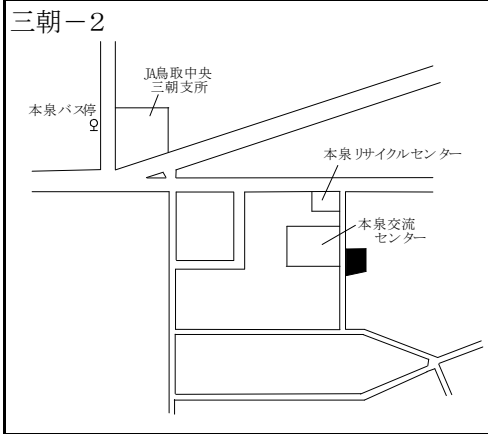 三朝－2
JA鳥取中央
三朝支所
本泉バス停
本泉リサイクルセンター
本泉交流
センター